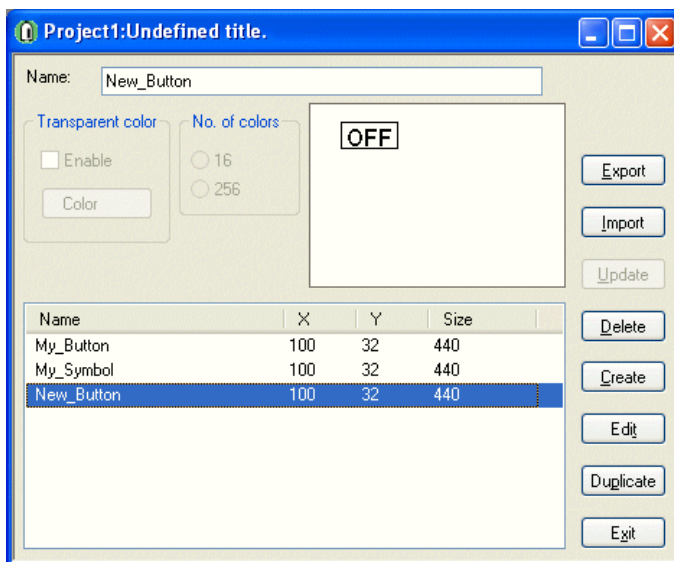 Project1:Undefined title.
Name: New_Button
Transparent color No. of colors
OFF
Enable 16
256
Color
Export
Import
Update
Name X Y Size
My_Button 100 32 440
My_Symbol 100 32 440
New_Button 100 32 440
Delete
Create
Edit
Duplicate
Exit